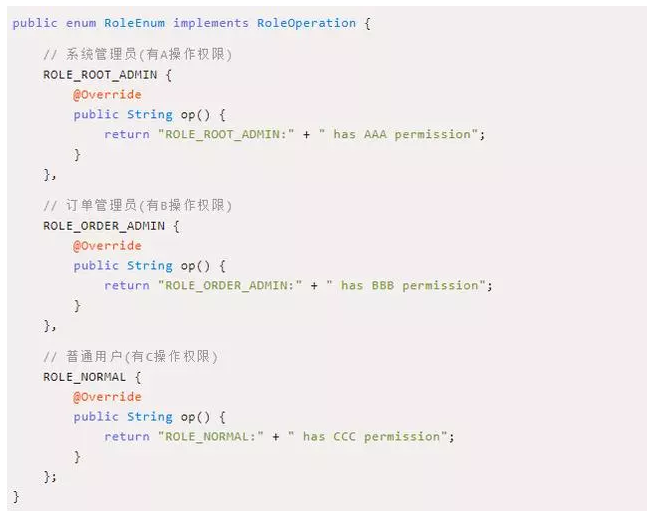 public enum RoleEnum implements RoleOperation {
// 系统管理员(有A操作权限)
ROLE_ROOT_ADMIN {
@Override
public String op() {
return "ROLE_ROOT_ADMIN:" + " has AAA permission";
}
},
// 订单管理员(有B操作权限)
ROLE_ORDER_ADMIN {
@Override
public String op() {
return "ROLE_ORDER_ADMIN:" + " has BBB permission";
}
},
// 普通用户(有C操作权限)
ROLE_NORMAL {
@Override
public String op() {
return "ROLE_NORMAL:" + " has CCC permission";
}
};
}